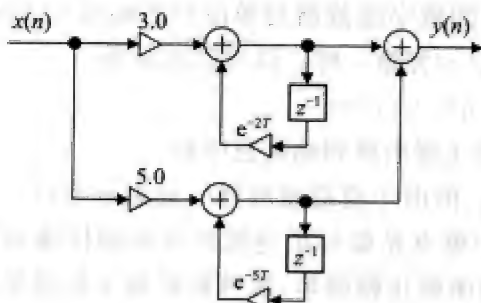 x(n)
3.0
y(n)
+
+
z⁻¹
e⁻²ᵀ
5.0
+
z⁻¹
e⁻⁵ᵀ